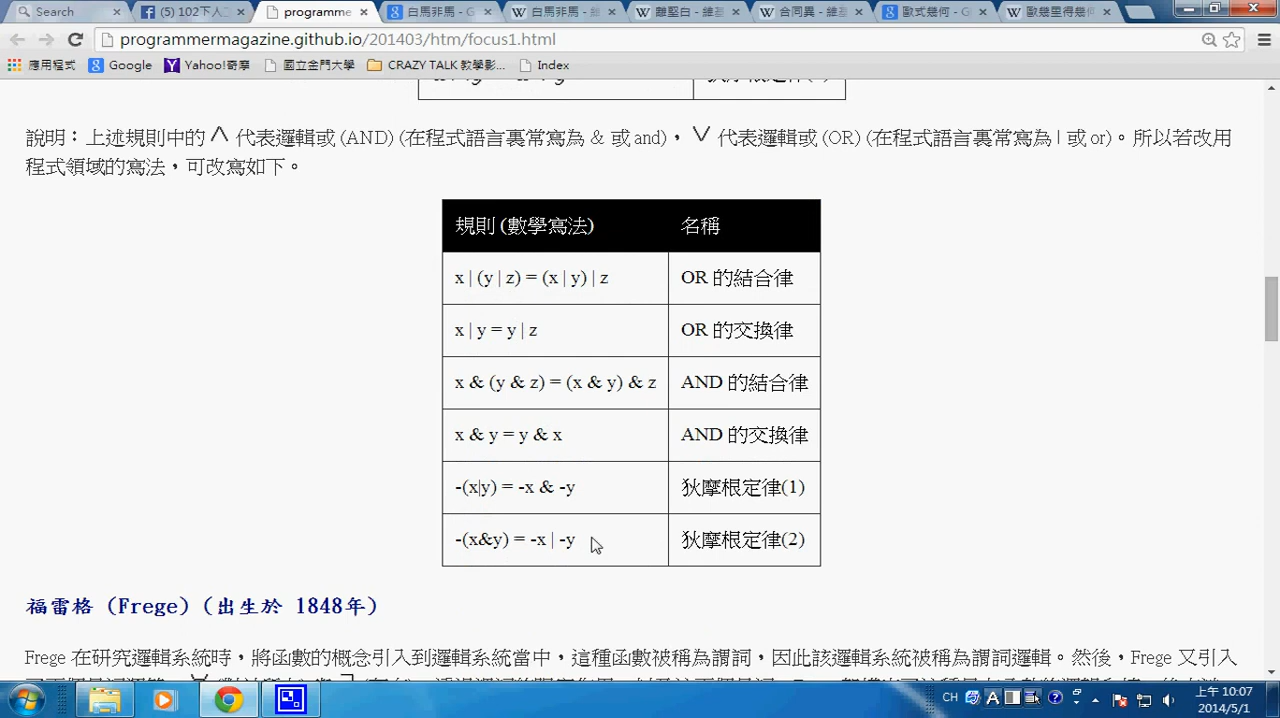 Search
(5) 102下人工
programme
白馬非馬 - G
白馬非馬 - 維
離堅白 - 維基
合同異 - 維基
歐式幾何 - G
歐幾里得幾何
programmermagazine.github.io/201403/htm/focus1.html
應用程式 Google Yahoo!奇摩 國立金門大學 CRAZY TALK 教學影... Index
說明：上述規則中的 ∧ 代表邏輯或 (AND) (在程式語言裏常寫為 & 或 and)， ∨ 代表邏輯或 (OR) (在程式語言裏常寫為 | 或 or)。所以若改用
程式領域的寫法，可改寫如下。
規則 (數學寫法) 名稱
x | (y | z) = (x | y) | z OR 的結合律
x | y = y | z OR 的交換律
x & (y & z) = (x & y) & z AND 的結合律
x & y = y & x AND 的交換律
-(x|y) = -x & -y 狄摩根定律(1)
-(x&y) = -x | -y 狄摩根定律(2)
福雷格 (Frege) (出生於 1848年)
Frege 在研究邏輯系統時，將函數的概念引入到邏輯系統當中，這種函數被稱為謂詞，因此該邏輯系統被稱為謂詞邏輯。然後，Frege 又引入
CH
上午 10:07
2014/5/1